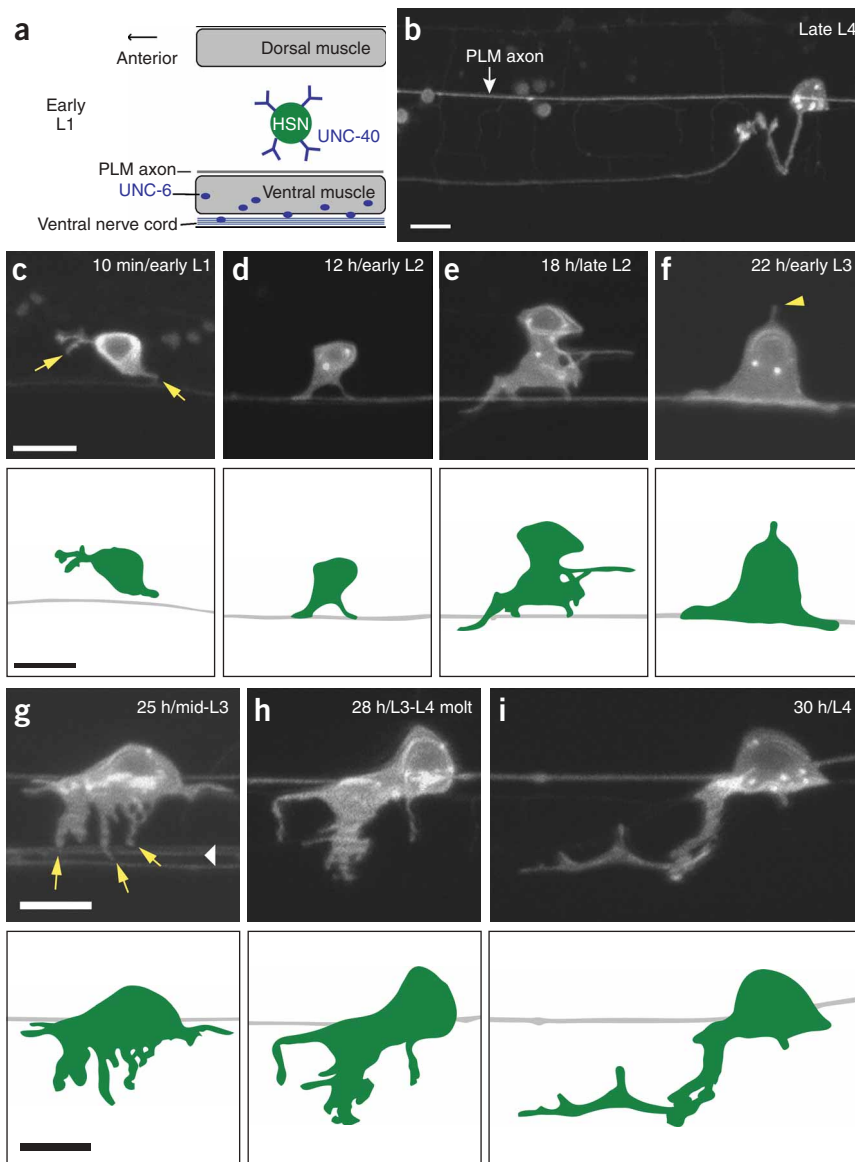 a
Anterior
Dorsal muscle
Early
L1
HSN
UNC-40
PLM axon
UNC-6
Ventral muscle
Ventral nerve cord
b
Late L4
PLM axon
c
10 min/early L1
d
12 h/early L2
e
18 h/late L2
f
22 h/early L3
g
25 h/mid-L3
h
28 h/L3-L4 molt
i
30 h/L4